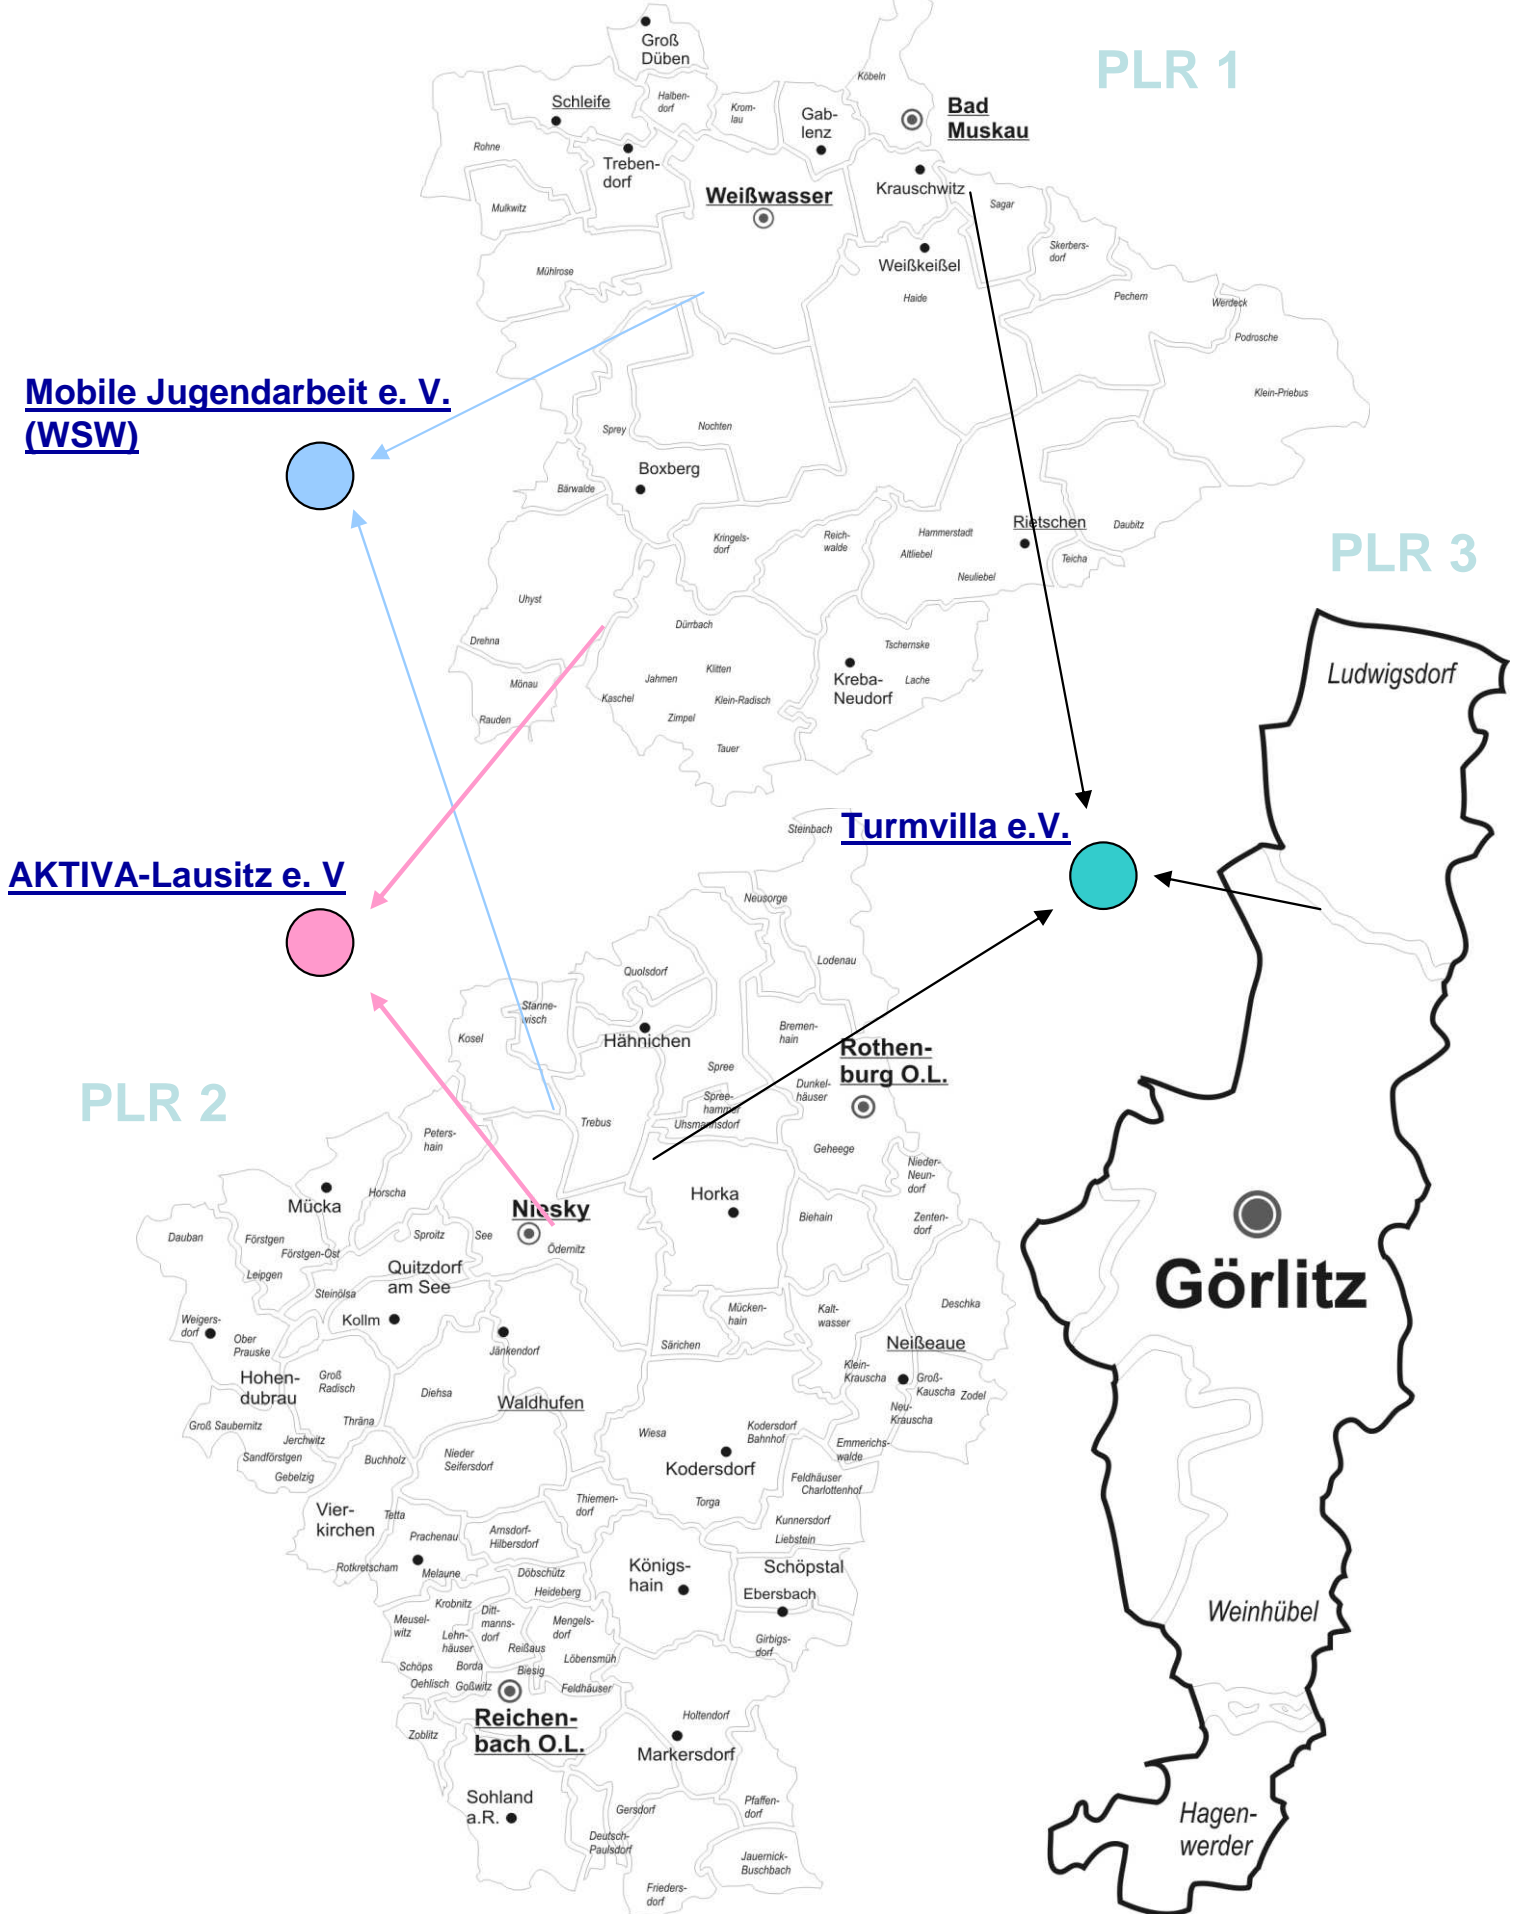 Groß
Düben
PLR 1
Köbeln
Schleife
Halben-
dorf
Krom-
lau
Gab-
lenz
Bad
Muskau
Rohne
Treben-
dorf
Krauschwitz
Weißwasser
Mulkwitz
Sagar
Skerbers-
dorf
Weißkeißel
Mühlrose
Haide
Pechern
Werdeck
Podrosche
Mobile Jugendarbeit e. V.
(WSW)
Klein-Priebus
Sprey
Nochten
Boxberg
Bärwalde
Rietschen
Daubitz
Kringels-
dorf
Reich-
walde
Hammerstadt
Altliebel
Teicha
Neuliebel
PLR 3
Uhyst
Dürrbach
Drehna
Tschernske
Klitten
Jahmen
Kreba-
Neudorf
Lache
Mönau
Kaschel
Klein-Radisch
Rauden
Zimpel
Tauer
Ludwigsdorf
Steinbach
Turmvilla e.V.
AKTIVA-Lausitz e. V
Neusorge
Lodenau
Quolsdorf
Stanne-
wisch
Kosel
Hähnichen
Bremen-
hain
Rothen-
burg O.L.
Spree
PLR 2
Dunkel-
häuser
Spree-
hammer
Uhsmannsdorf
Trebus
Peters-
hain
Geheege
Nieder-
Neun-
dorf
Mücka
Horscha
Niesky
Horka
Biehain
Zenten-
dorf
Dauban
Förstgen
Förstgen-Ost
Sproitz
See
Ödernitz
Leipgen
Quitzdorf
am See
Görlitz
Steinölsa
Kollm
Mücken-
hain
Kalt-
wasser
Deschka
Weigers-
dorf
Ober
Prauske
Jänkendorf
Särichen
Neißeaue
Hohen-
dubrau
Groß
Radisch
Diehsa
Waldhufen
Klein-
Krauscha
Groß-
Kauscha
Zodel
Neu-
Krauscha
Groß Saubernitz
Thräna
Jerchwitz
Wiesa
Kodersdorf
Bahnhof
Emmerichs-
walde
Sandförstgen
Gebelzig
Buchholz
Nieder
Seifersdorf
Kodersdorf
Feldhäuser
Charlottenhof
Vier-
kirchen
Tetta
Thiemen-
dorf
Torga
Kunnersdorf
Liebstein
Prachenau
Arnsdorf-
Hilbersdorf
Rotkretscham
Melaune
Döbschütz
Königs-
hain
Schöpstal
Heideberg
Ebersbach
Krobnitz
Meusel-
witz
Ditt-
manns-
dorf
Mengels-
dorf
Weinhübel
Lehn-
häuser
Reißaus
Girbigs-
dorf
Löbensmüh
Schöps
Borda
Biesig
Oehlisch
Goßwitz
Feldhäuser
Reichen-
bach O.L.
Zoblitz
Holtendorf
Markersdorf
Sohland
a.R.
Gersdorf
Pfaffen-
dorf
Hagen-
werder
Deutsch-
Paulsdorf
Jauernick-
Buschbach
Frieders-
dorf